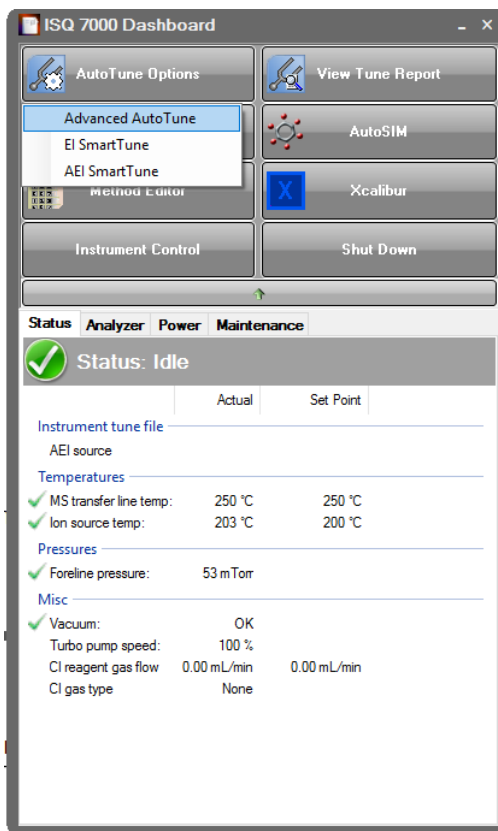 ISQ 7000 Dashboard
AutoTune Options
View Tune Report
Advanced AutoTune
EI SmartTune
AEI SmartTune
AutoSIM
Method Editor
X
Xcalibur
Instrument Control
Shut Down
Status Analyzer Power Maintenance
Status: Idle
Actual Set Point
Instrument tune file
AEI source
Temperatures
MS transfer line temp: 250 °C 250 °C
Ion source temp: 203 °C 200 °C
Pressures
Foreline pressure: 53 mTorr
Misc
Vacuum: OK
Turbo pump speed: 100 %
CI reagent gas flow 0.00 mL/min 0.00 mL/min
CI gas type None